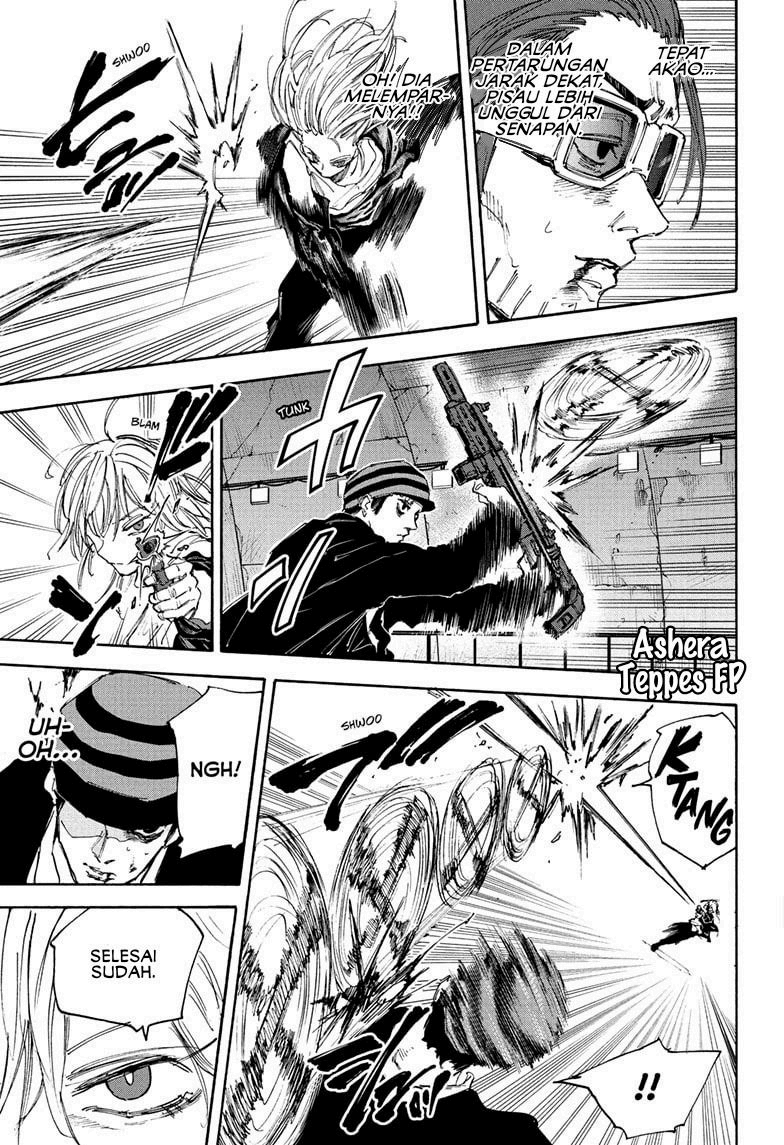 TEPAT
AKAO...
DALAM
PERTARUNGAN
JARAK DEKAT,
PISAU LEBIH
UNGGUL DARI
SENAPAN.
OH! DIA
MELEMPAR-
NYA!!
SHWOO
TUNK
カ
BLAM
Ashera
Teppes FP
KTANG
SHWOO
NGH!
UH-
OH...
!!
SELESAI
SUDAH.